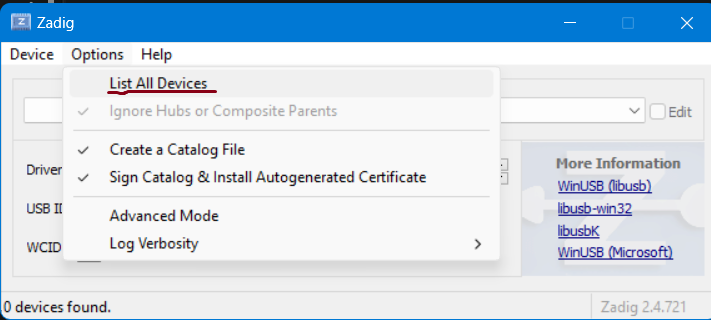 Zadig
Device Options Help
List All Devices
Ignore Hubs or Composite Parents
Edit
Create a Catalog File
Sign Catalog & Install Autogenerated Certificate
Advanced Mode
Log Verbosity
Driver
USB ID
WCID
More Information
WinUSB (libusb)
libusb-win32
libusbK
WinUSB (Microsoft)
0 devices found.
Zadig 2.4.721